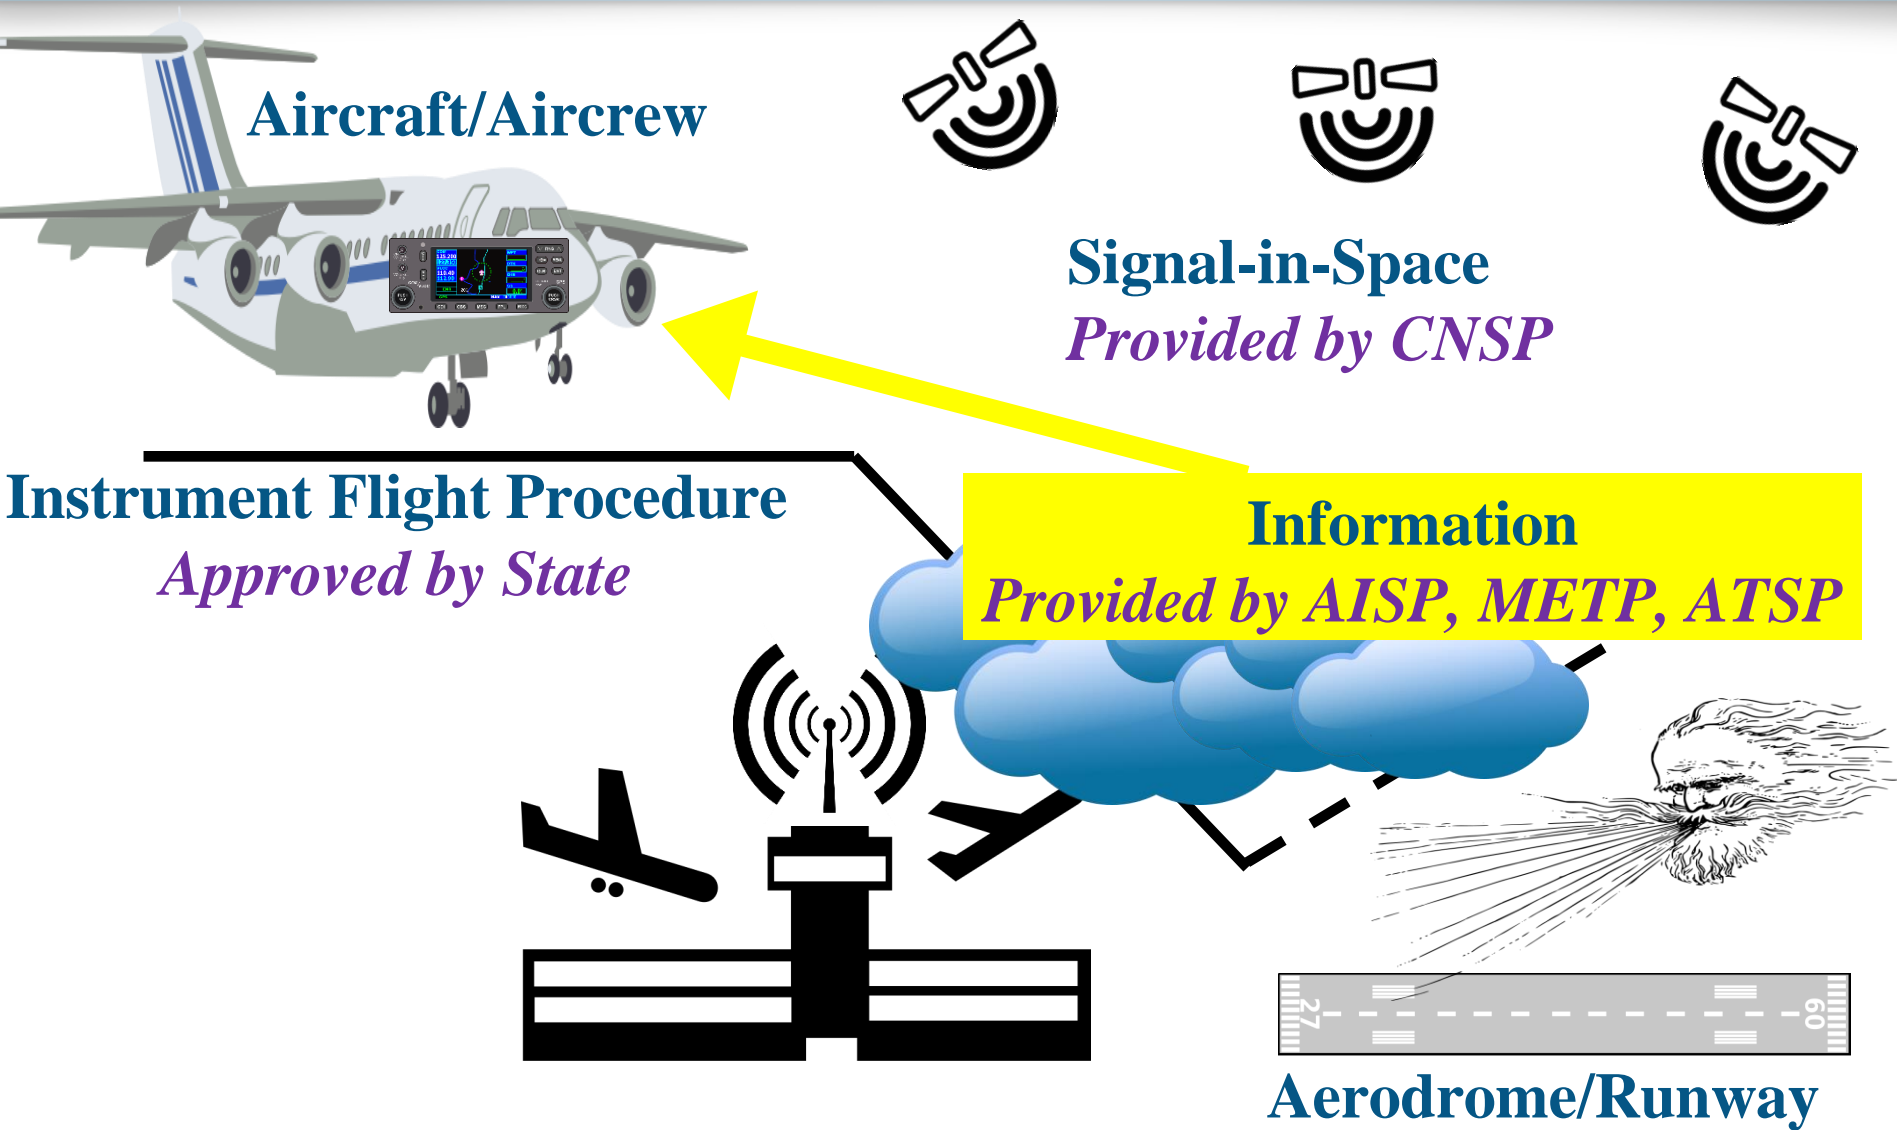 Aircraft/Aircrew
Signal-in-Space
Provided by CNSP
Instrument Flight Procedure
Approved by State
Information
Provided by AISP, METP, ATSP
27
09
Aerodrome/Runway